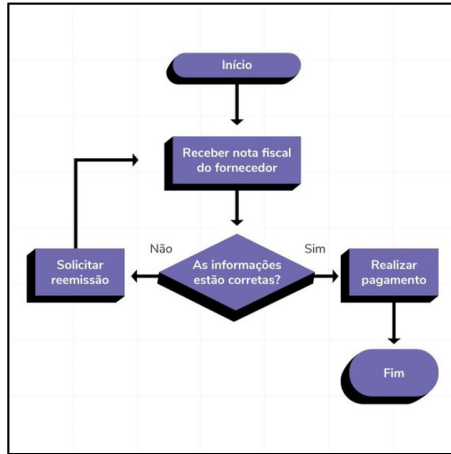 Início
Receber nota fiscal
do fornecedor
Não
Sim
As informações
estão corretas?
Solicitar
reemissão
Realizar
pagamento
Fim